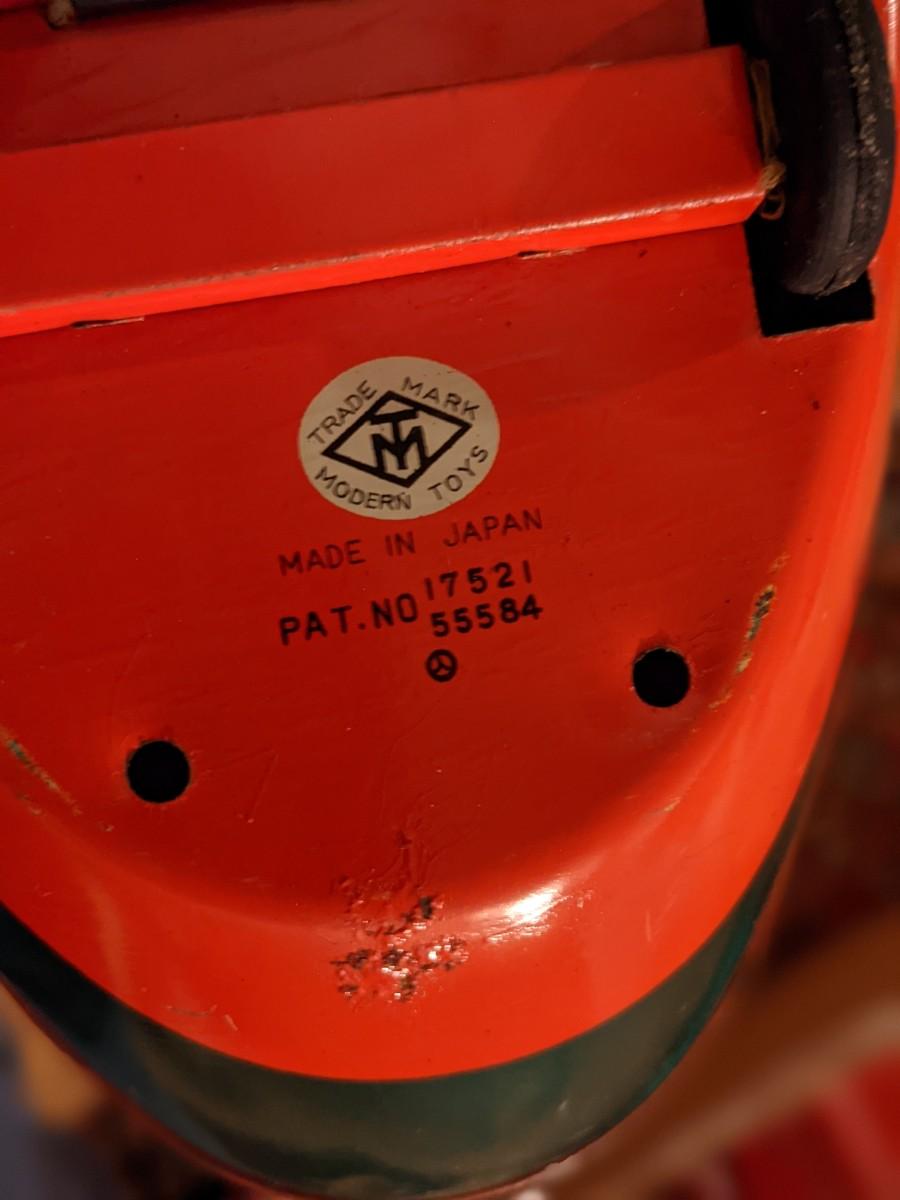 TRADE MARK
TM
MODERN TOYS
MADE IN JAPAN
PAT.NO 17521
55584